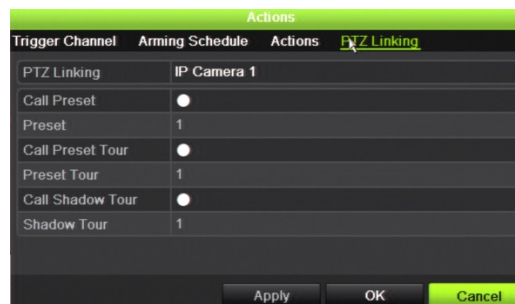 Actions
Trigger Channel Arming Schedule Actions PTZ Linking
PTZ Linking IP Camera 1
Call Preset
Preset 1
Call Preset Tour
Preset Tour 1
Call Shadow Tour
Shadow Tour 1
Apply OK Cancel